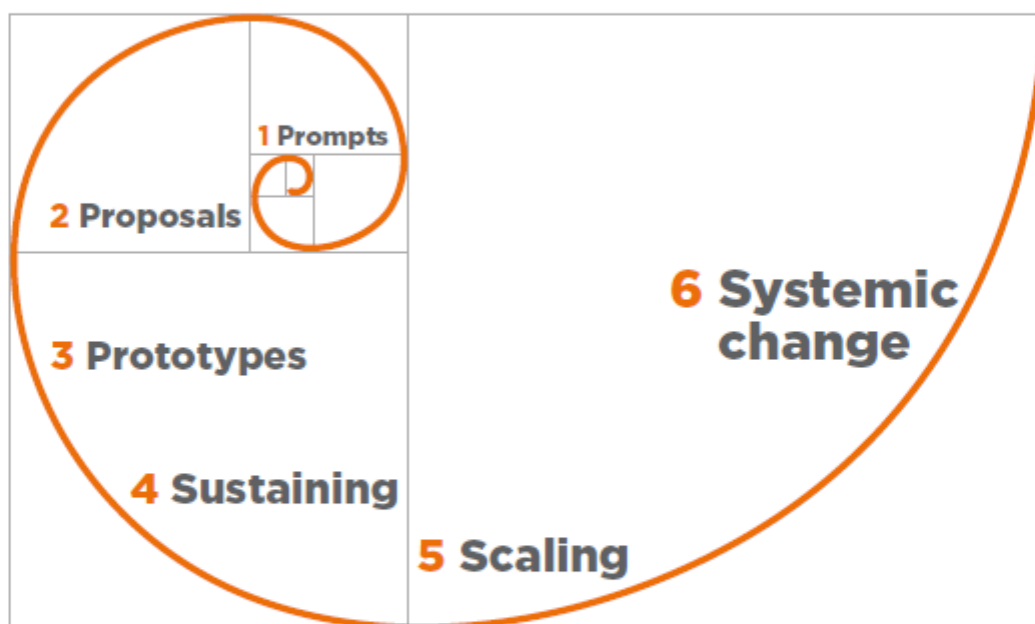 1 Prompts
2 Proposals
3 Prototypes
4 Sustaining
5 Scaling
6 Systemic
change